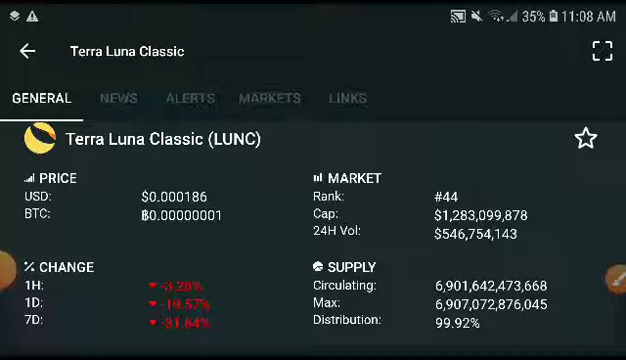 35% 11:08 AM
Terra Luna Classic
GENERAL NEWS ALERTS MARKETS LINKS
Terra Luna Classic (LUNC)
PRICE
USD: $0.000186
BTC: ฿0.00000001
MARKET
Rank: #44
Cap: $1,283,099,878
24H Vol: $546,754,143
CHANGE
1H: -3.28%
1D: -19.57%
7D: -31.64%
SUPPLY
Circulating: 6,901,642,473,668
Max: 6,907,072,876,045
Distribution: 99.92%